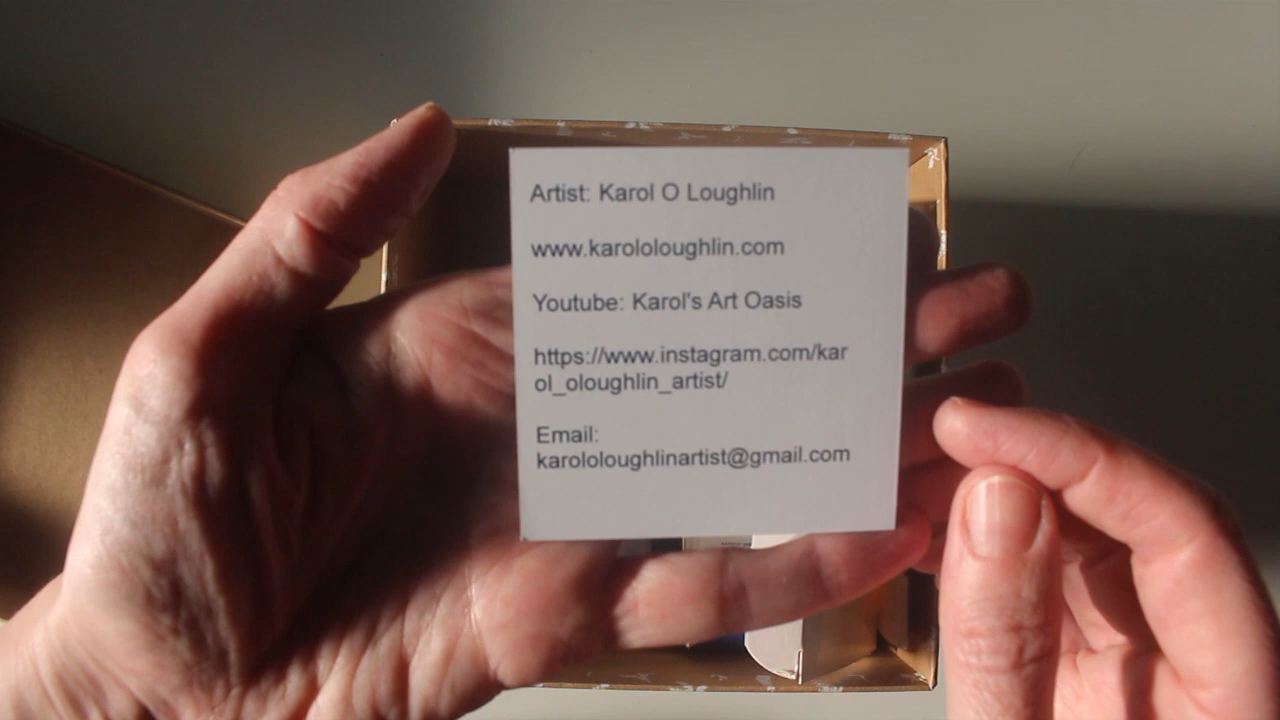 Artist: Karol O Loughlin
www.karololoughlin.com
Youtube: Karol's Art Oasis
https://www.instagram.com/kar
ol_oloughlin_artist/
Email:
karololoughlinartist@gmail.com